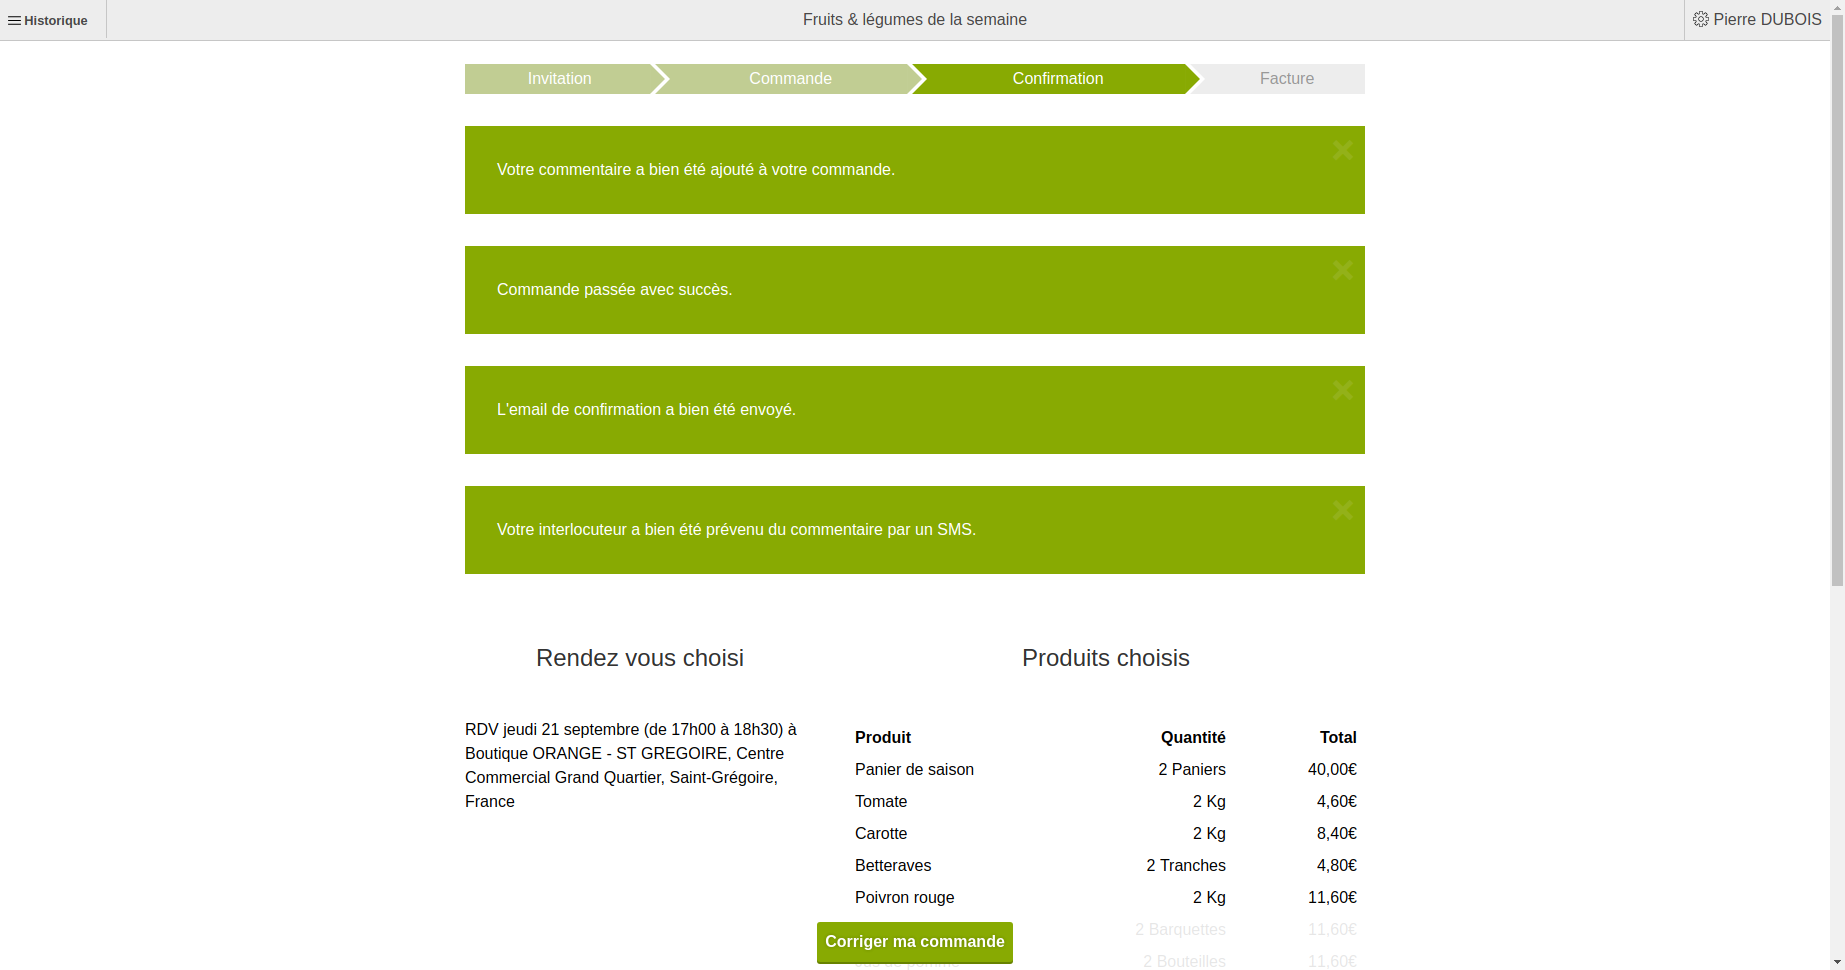 Historique
Fruits & légumes de la semaine
Pierre DUBOIS
Invitation
Commande
Confirmation
Facture
Votre commentaire a bien été ajouté à votre commande.
Commande passée avec succès.
L'email de confirmation a bien été envoyé.
Votre interlocuteur a bien été prévenu du commentaire par un SMS.
Rendez vous choisi
RDV jeudi 21 septembre (de 17h00 à 18h30) à
Boutique ORANGE - ST GREGOIRE, Centre
Commercial Grand Quartier, Saint-Grégoire,
France
Produits choisis
Produit Quantité Total
Panier de saison 2 Paniers 40,00€
Tomate 2 Kg 4,60€
Carotte 2 Kg 8,40€
Betteraves 2 Tranches 4,80€
Poivron rouge 2 Kg 11,60€
2 Barquettes 11,60€
2 Bouteilles 11,60€
Corriger ma commande